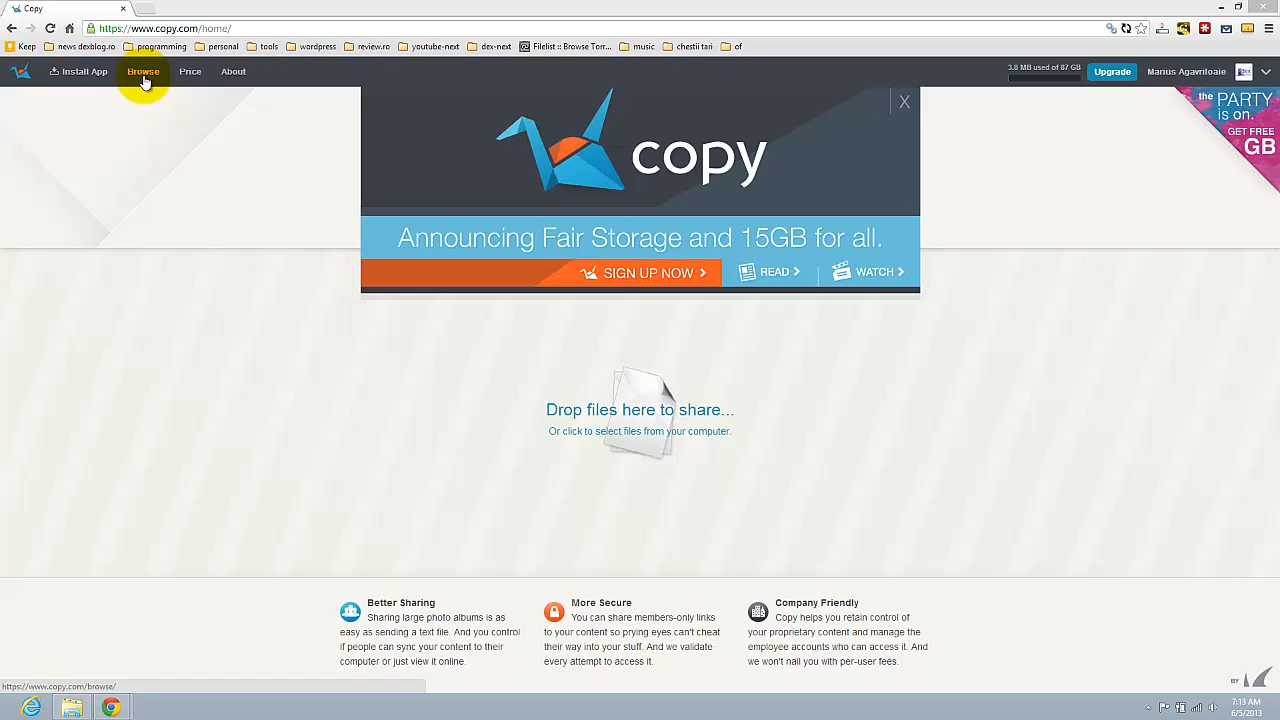 Copy
https://www.copy.com/home/
Keep news dexblog.ro programming personal tools wordpress review.ro youtube-next dex-next Filelist :: Browse Torr... music chestii tari of
Install App Browse Price About 3.8 MB used of 87 GB Upgrade Marius Agavriloaie
the PARTY
is on.
GET FREE
GB
copy
X
Announcing Fair Storage and 15GB for all.
SIGN UP NOW READ WATCH
Drop files here to share...
Or click to select files from your computer.
Better Sharing
Sharing large photo albums is as
easy as sending a text file. And you control
if people can sync your content to their
computer or just view it online.
More Secure
You can share members-only links
to your content so prying eyes can't cheat
their way into your stuff. And we validate
every attempt to access it.
Company Friendly
Copy helps you retain control of
your proprietary content and manage the
employee accounts who can access it. And
we won't nail you with per-user fees.
BY
https://www.copy.com/browse/
7:13 AM
6/5/2013